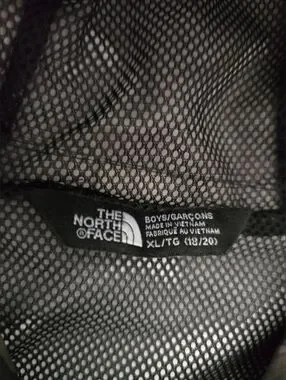 THE
NORTH
FACE
BOYS/GARÇONS
MADE IN VIETNAM
FABRIQUÉ AU VIETNAM
XL/TG (18/20)